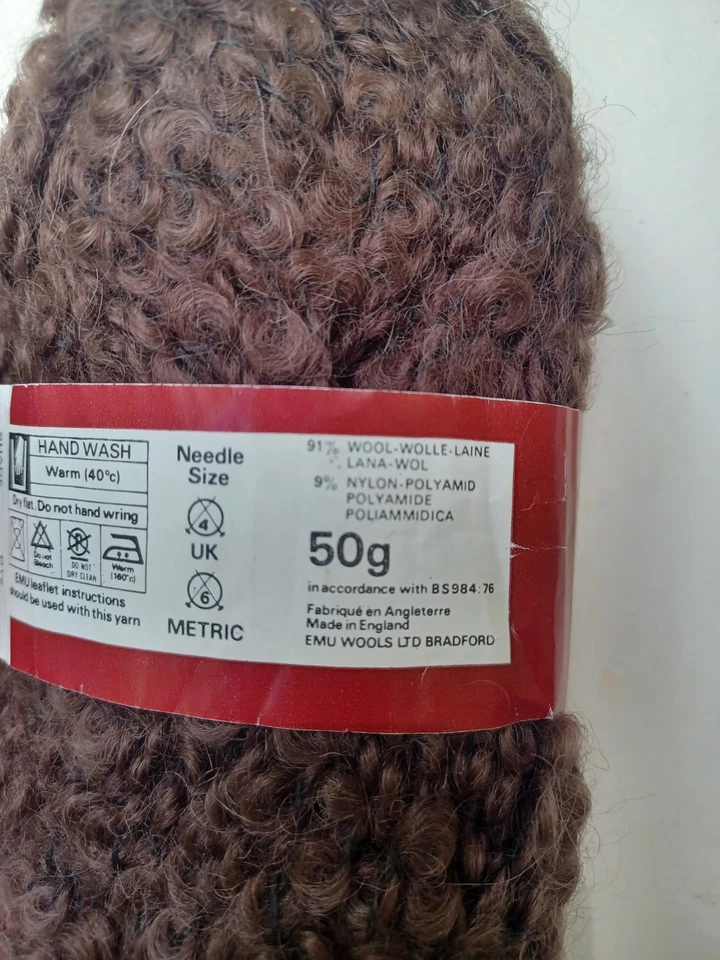 HAND WASH
Warm (40°c)
Dry flat. Do not hand wring
Do not
Bleach
R
DO NOT
DRY CLEAN
Warm
(160°c)
EMU leaflet instructions
should be used with this yarn
Needle
Size
4
UK
6
METRIC
91% WOOL-WOLLE-LAINE
LANA-WOL
9% NYLON-POLYAMID
POLYAMIDE
POLIAMMIDICA
50g
in accordance with BS984:76
Fabriqué en Angleterre
Made in England
EMU WOOLS LTD BRADFORD